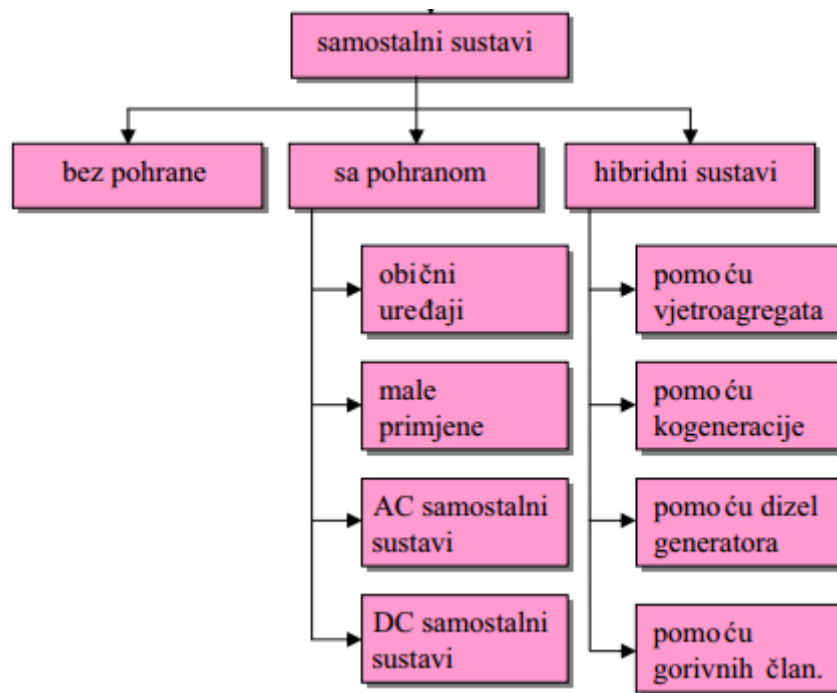 samostalni sustavi
bez pohrane
sa pohranom
hibridni sustavi
obični
uređaji
male
primjene
AC samostalni
sustavi
DC samostalni
sustavi
pomoću
vjetroagregata
pomoću
kogeneracije
pomoću dizel
generatora
pomoću
gorivnih član.